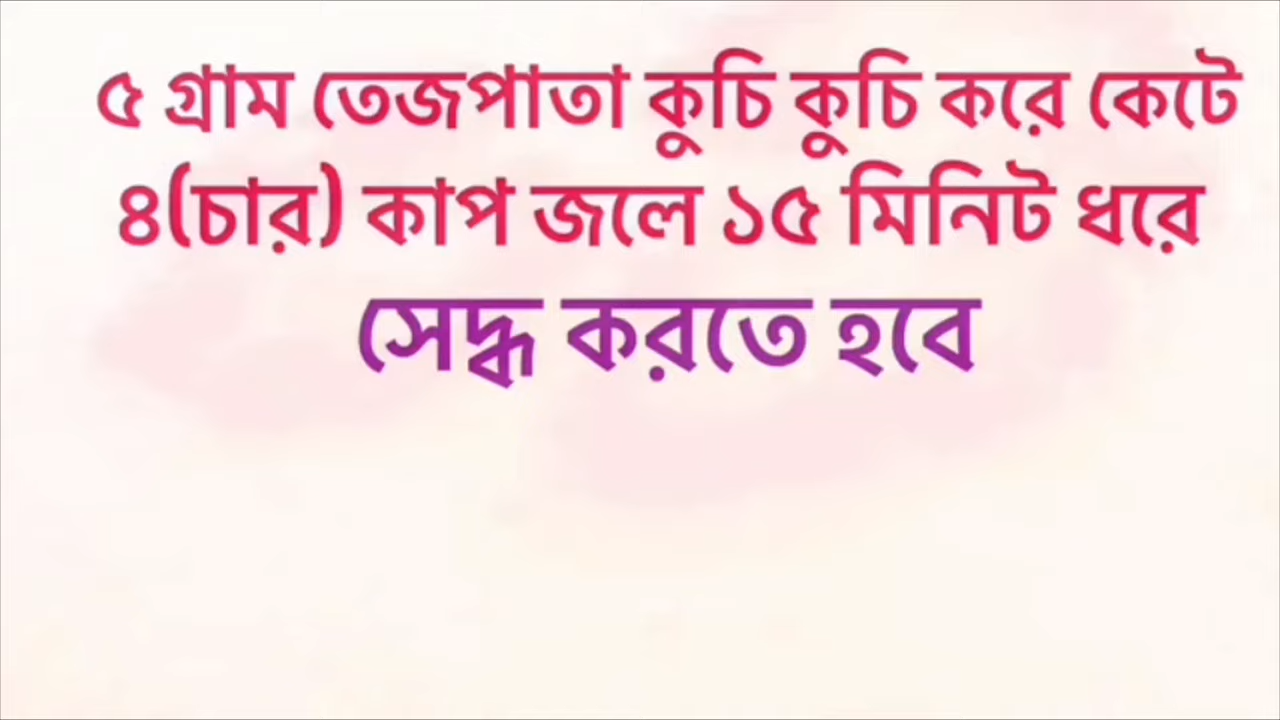 ৫ গ্রাম তেজপাতা কুচি কুচি করে কেটে
৪(চার) কাপ জলে ১৫ মিনিট ধরে
সেদ্ধ করতে হবে